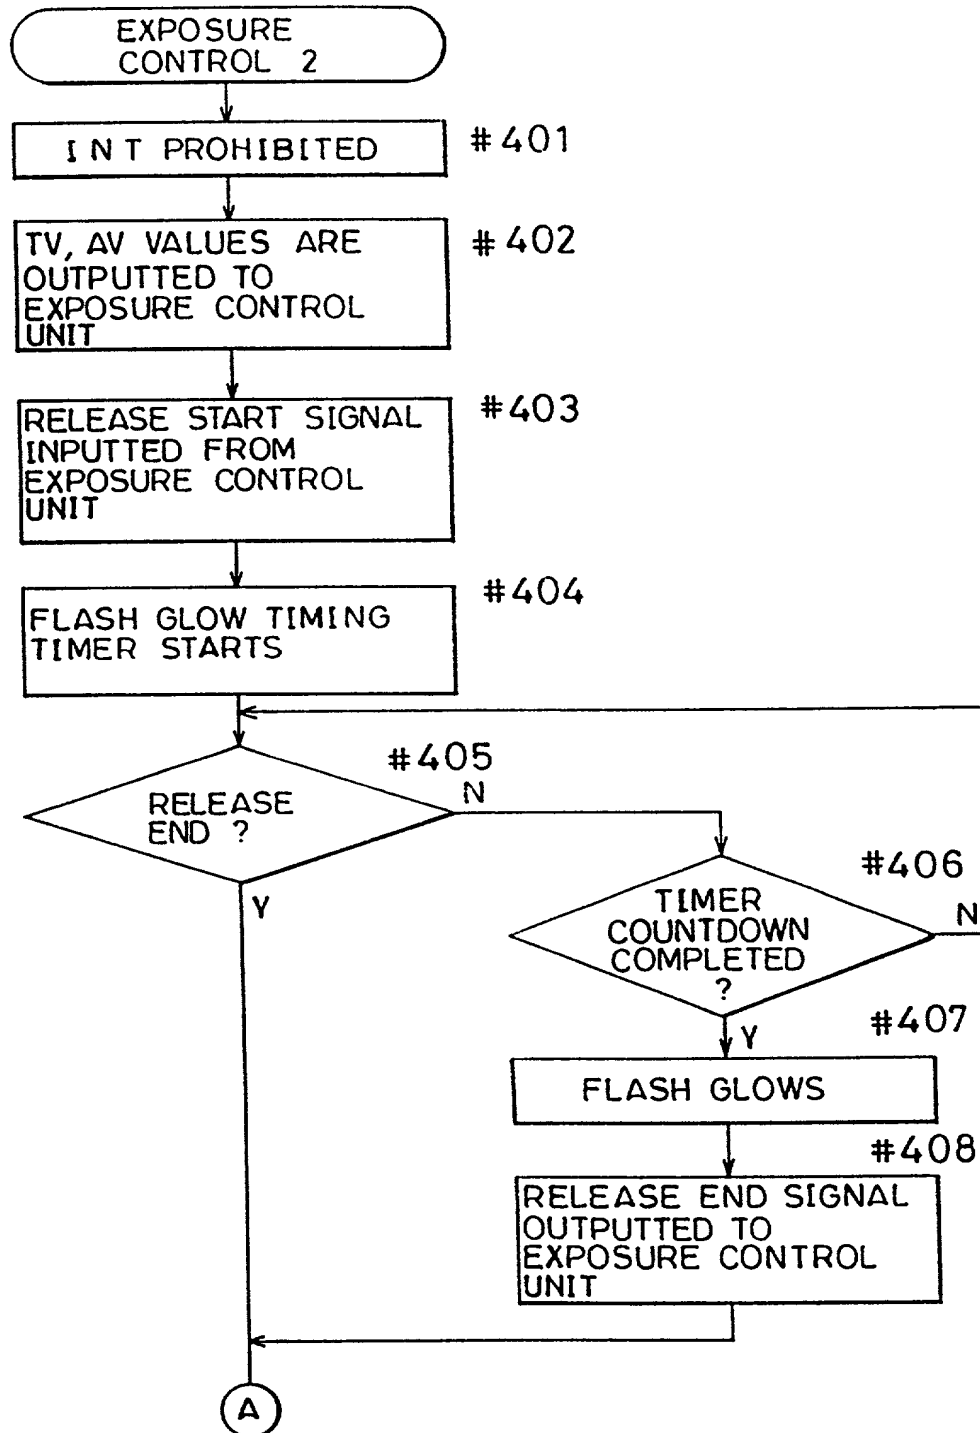 EXPOSURE
CONTROL 2
INT PROHIBITED
#401
TV, AV VALUES ARE
OUTPUTTED TO
EXPOSURE CONTROL
UNIT
#402
RELEASE START SIGNAL
INPUTTED FROM
EXPOSURE CONTROL
UNIT
#403
FLASH GLOW TIMING
TIMER STARTS
#404
RELEASE
END ?
#405
N
Y
TIMER
COUNTDOWN
COMPLETED
?
#406
N
Y
#407
FLASH GLOWS
#408
RELEASE END SIGNAL
OUTPUTTED TO
EXPOSURE CONTROL
UNIT
A